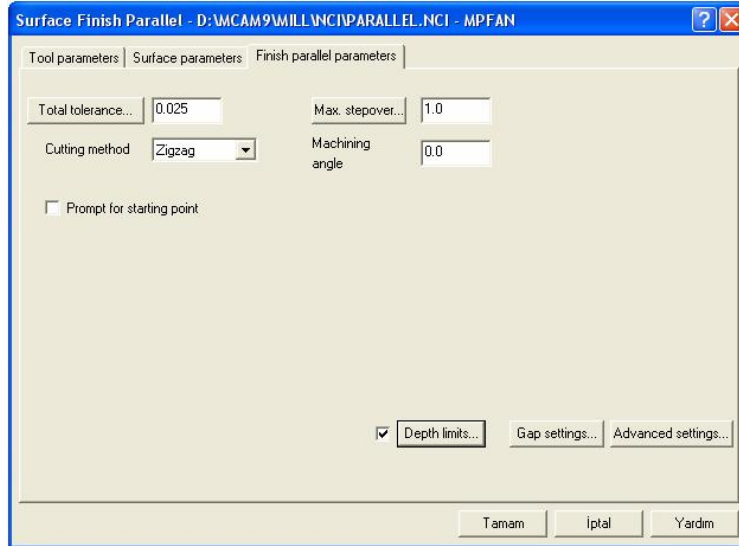 Surface Finish Parallel - D:\MCAM9\MILL\NCI\PARALLEL.NCI - MPFAN
Tool parameters Surface parameters Finish parallel parameters
Total tolerance... 0.025 Max. stepover... 1.0
Cutting method Zigzag Machining angle 0.0
Prompt for starting point
Depth limits... Gap settings... Advanced settings...
Tamam İptal Yardım